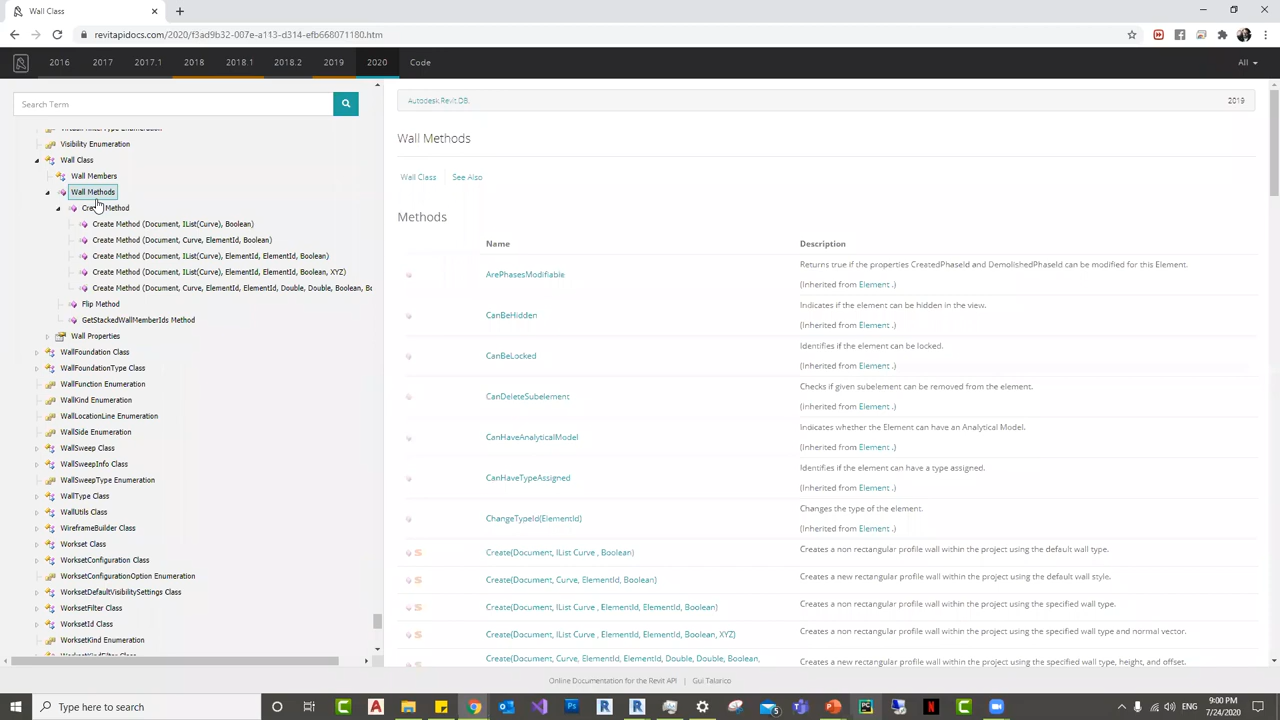 Wall Class
revitapidocs.com/2020/f3ad9b32-007e-a113-d314-efb668071180.htm
2016 2017 2017.1 2018 2018.1 2018.2 2019 2020 Code All
Search Term
Visibility Enumeration
Wall Class
Wall Members
Wall Methods
Method
Create Method (Document, IList(Curve), Boolean)
Create Method (Document, Curve, ElementId, Boolean)
Create Method (Document, IList(Curve), ElementId, ElementId, Boolean)
Create Method (Document, IList(Curve), ElementId, ElementId, Boolean, XYZ)
Create Method (Document, Curve, ElementId, ElementId, Double, Double, Boolean, Bo
Flip Method
GetStackedWallMemberIds Method
Wall Properties
WallFoundation Class
WallFoundationType Class
WallFunction Enumeration
WallKind Enumeration
WallLocationLine Enumeration
WallSide Enumeration
WallSweep Class
WallSweepInfo Class
WallSweepType Enumeration
WallType Class
WallUtils Class
WireframeBuilder Class
Workset Class
WorksetConfiguration Class
WorksetConfigurationOption Enumeration
WorksetDefaultVisibilitySettings Class
WorksetFilter Class
WorksetId Class
WorksetKind Enumeration
Autodesk.Revit.DB. 2019
Wall Methods
Wall Class See Also
Methods
Name Description
ArePhasesModifiable Returns true if the properties CreatedPhaseId and DemolishedPhaseId can be modified for this Element.
(Inherited from Element .)
CanBeHidden Indicates if the element can be hidden in the view.
(Inherited from Element .)
CanBeLocked Identifies if the element can be locked.
(Inherited from Element .)
CanDeleteSubelement Checks if given subelement can be removed from the element.
(Inherited from Element .)
CanHaveAnalyticalModel Indicates whether the Element can have an Analytical Model.
(Inherited from Element .)
CanHaveTypeAssigned Identifies if the element can have a type assigned.
(Inherited from Element .)
ChangeTypeId(ElementId) Changes the type of the element.
(Inherited from Element .)
Create(Document, IList Curve , Boolean) Creates a non rectangular profile wall within the project using the default wall type.
Create(Document, Curve, ElementId, Boolean) Creates a new rectangular profile wall within the project using the default wall style.
Create(Document, IList Curve , ElementId, ElementId, Boolean) Creates a non rectangular profile wall within the project using the specified wall type.
Create(Document, IList Curve , ElementId, ElementId, Boolean, XYZ) Creates a non rectangular profile wall within the project using the specified wall type and normal vector.
Create(Document, Curve, ElementId, ElementId, Double, Double, Boolean, Creates a new rectangular profile wall within the project using the specified wall type, height, and offset.
Online Documentation for the Revit API | Gui Talarico
Type here to search
ENG
9:00 PM
7/24/2020